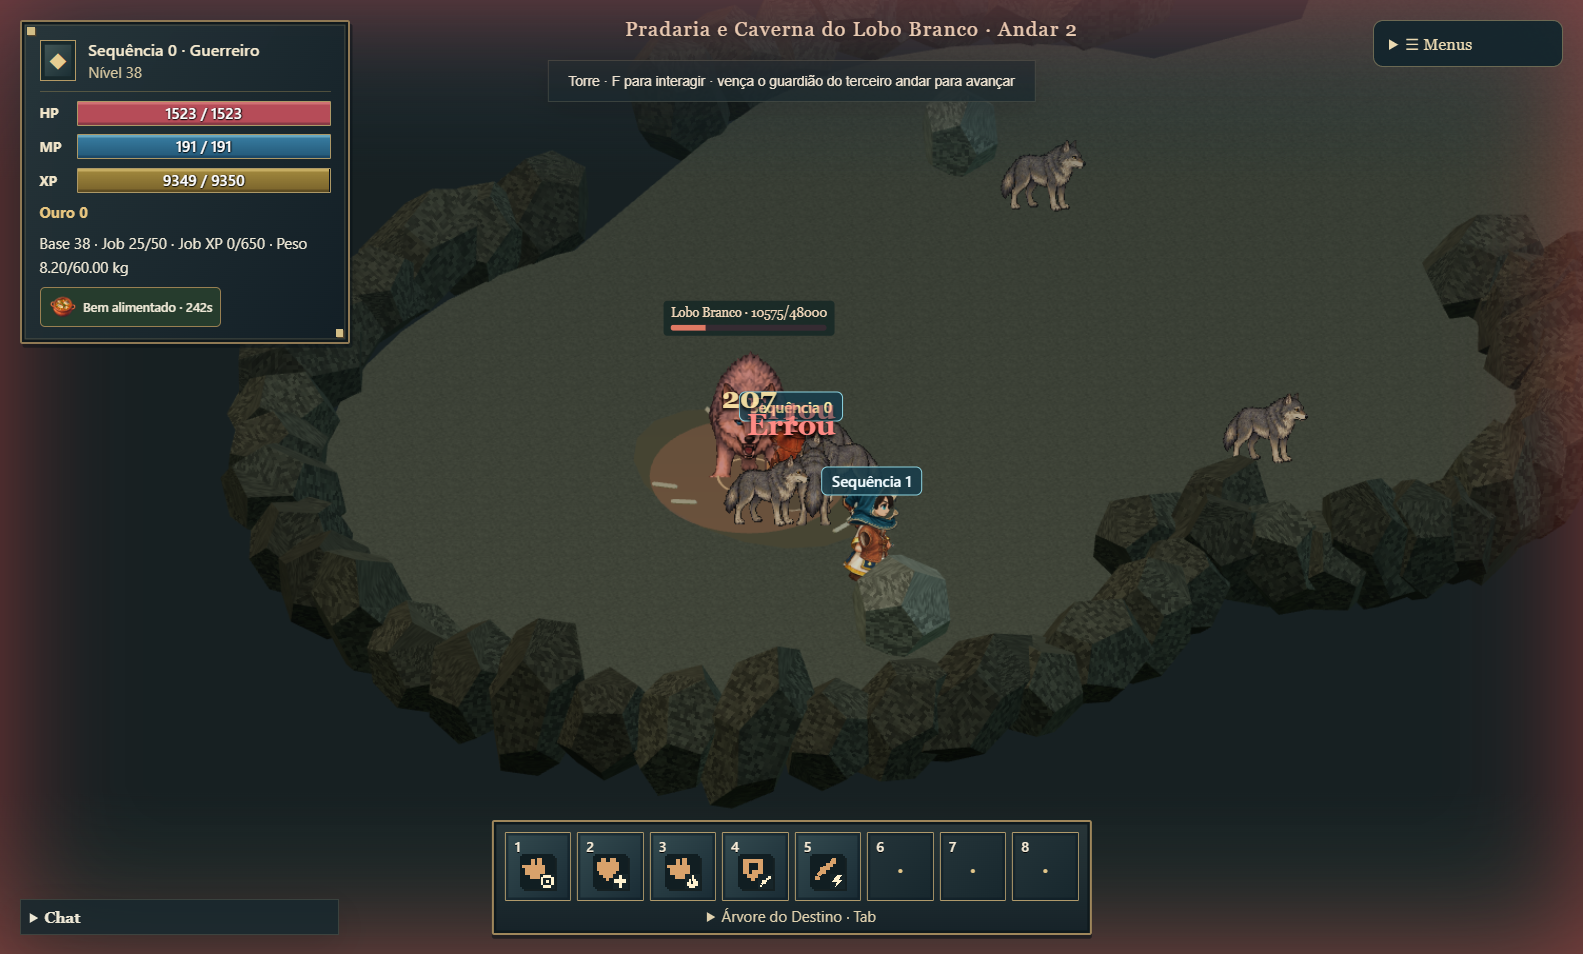 Sequência 0 · Guerreiro
Nível 38
HP
1523 / 1523
MP
191 / 191
XP
9349 / 9350
Ouro 0
Base 38 · Job 25/50 · Job XP 0/650 · Peso
8.20/60.00 kg
Bem alimentado · 242s
Pradaria e Caverna do Lobo Branco · Andar 2
Torre · F para interagir · vença o guardião do terceiro andar para avançar
▶ ☰ Menus
Lobo Branco · 10575/48000
207
Sequência 0
Errou
Sequência 1
1
2
3
4
5
6
7
8
▶ Árvore do Destino · Tab
▶ Chat